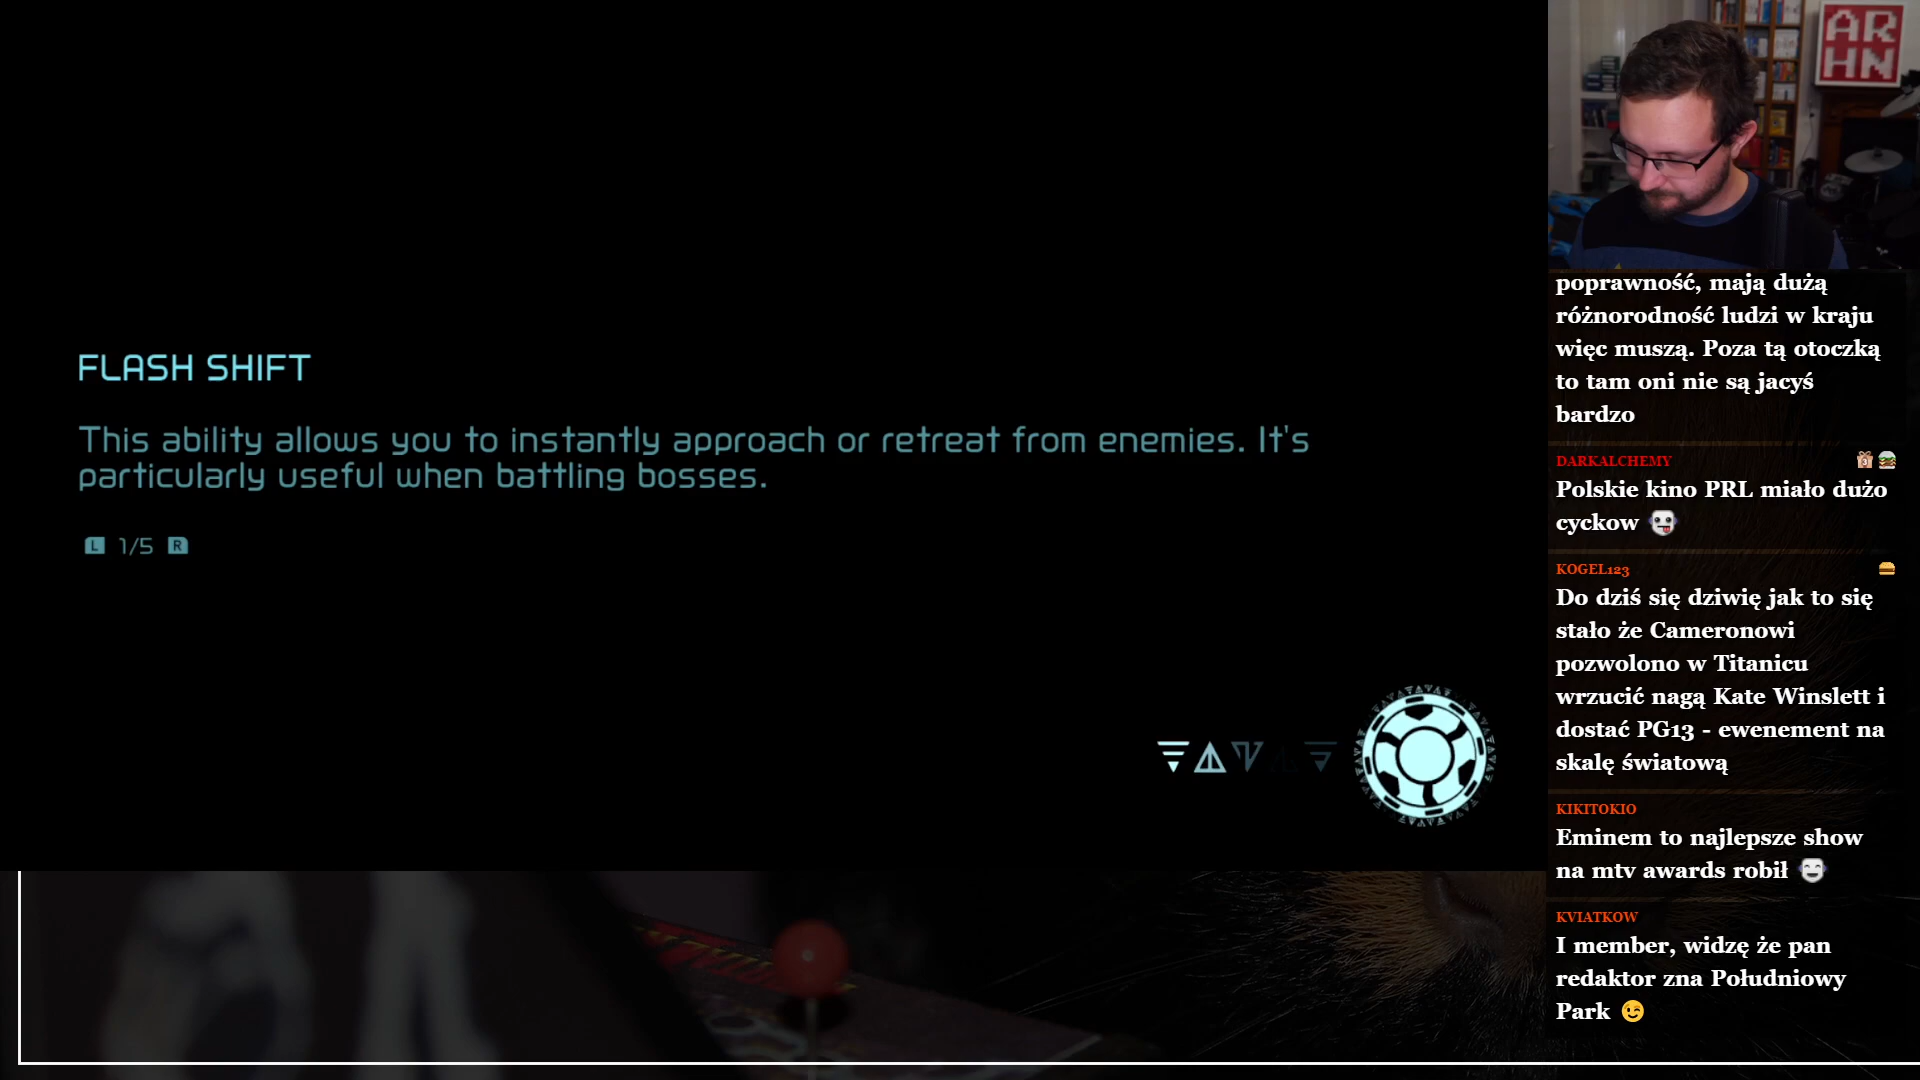 FLASH SHIFT
This ability allows you to instantly approach or retreat from enemies. It's
particularly useful when battling bosses.
L 1/5 R
AR
HN
poprawność, mają dużą
różnorodność ludzi w kraju
więc muszą. Poza tą otoczką
to tam oni nie są jacyś
bardzo
DARKALCHEMY
Polskie kino PRL miało dużo
cyckow
KOGEL123
Do dziś się dziwię jak to się
stało że Cameronowi
pozwolono w Titanicu
wrzucić nagą Kate Winslett i
dostać PG13 - ewenement na
skalę światową
KIKITOKIO
Eminem to najlepsze show
na mtv awards robił
KVIATKOW
I member, widzę że pan
redaktor zna Południowy
Park 😉